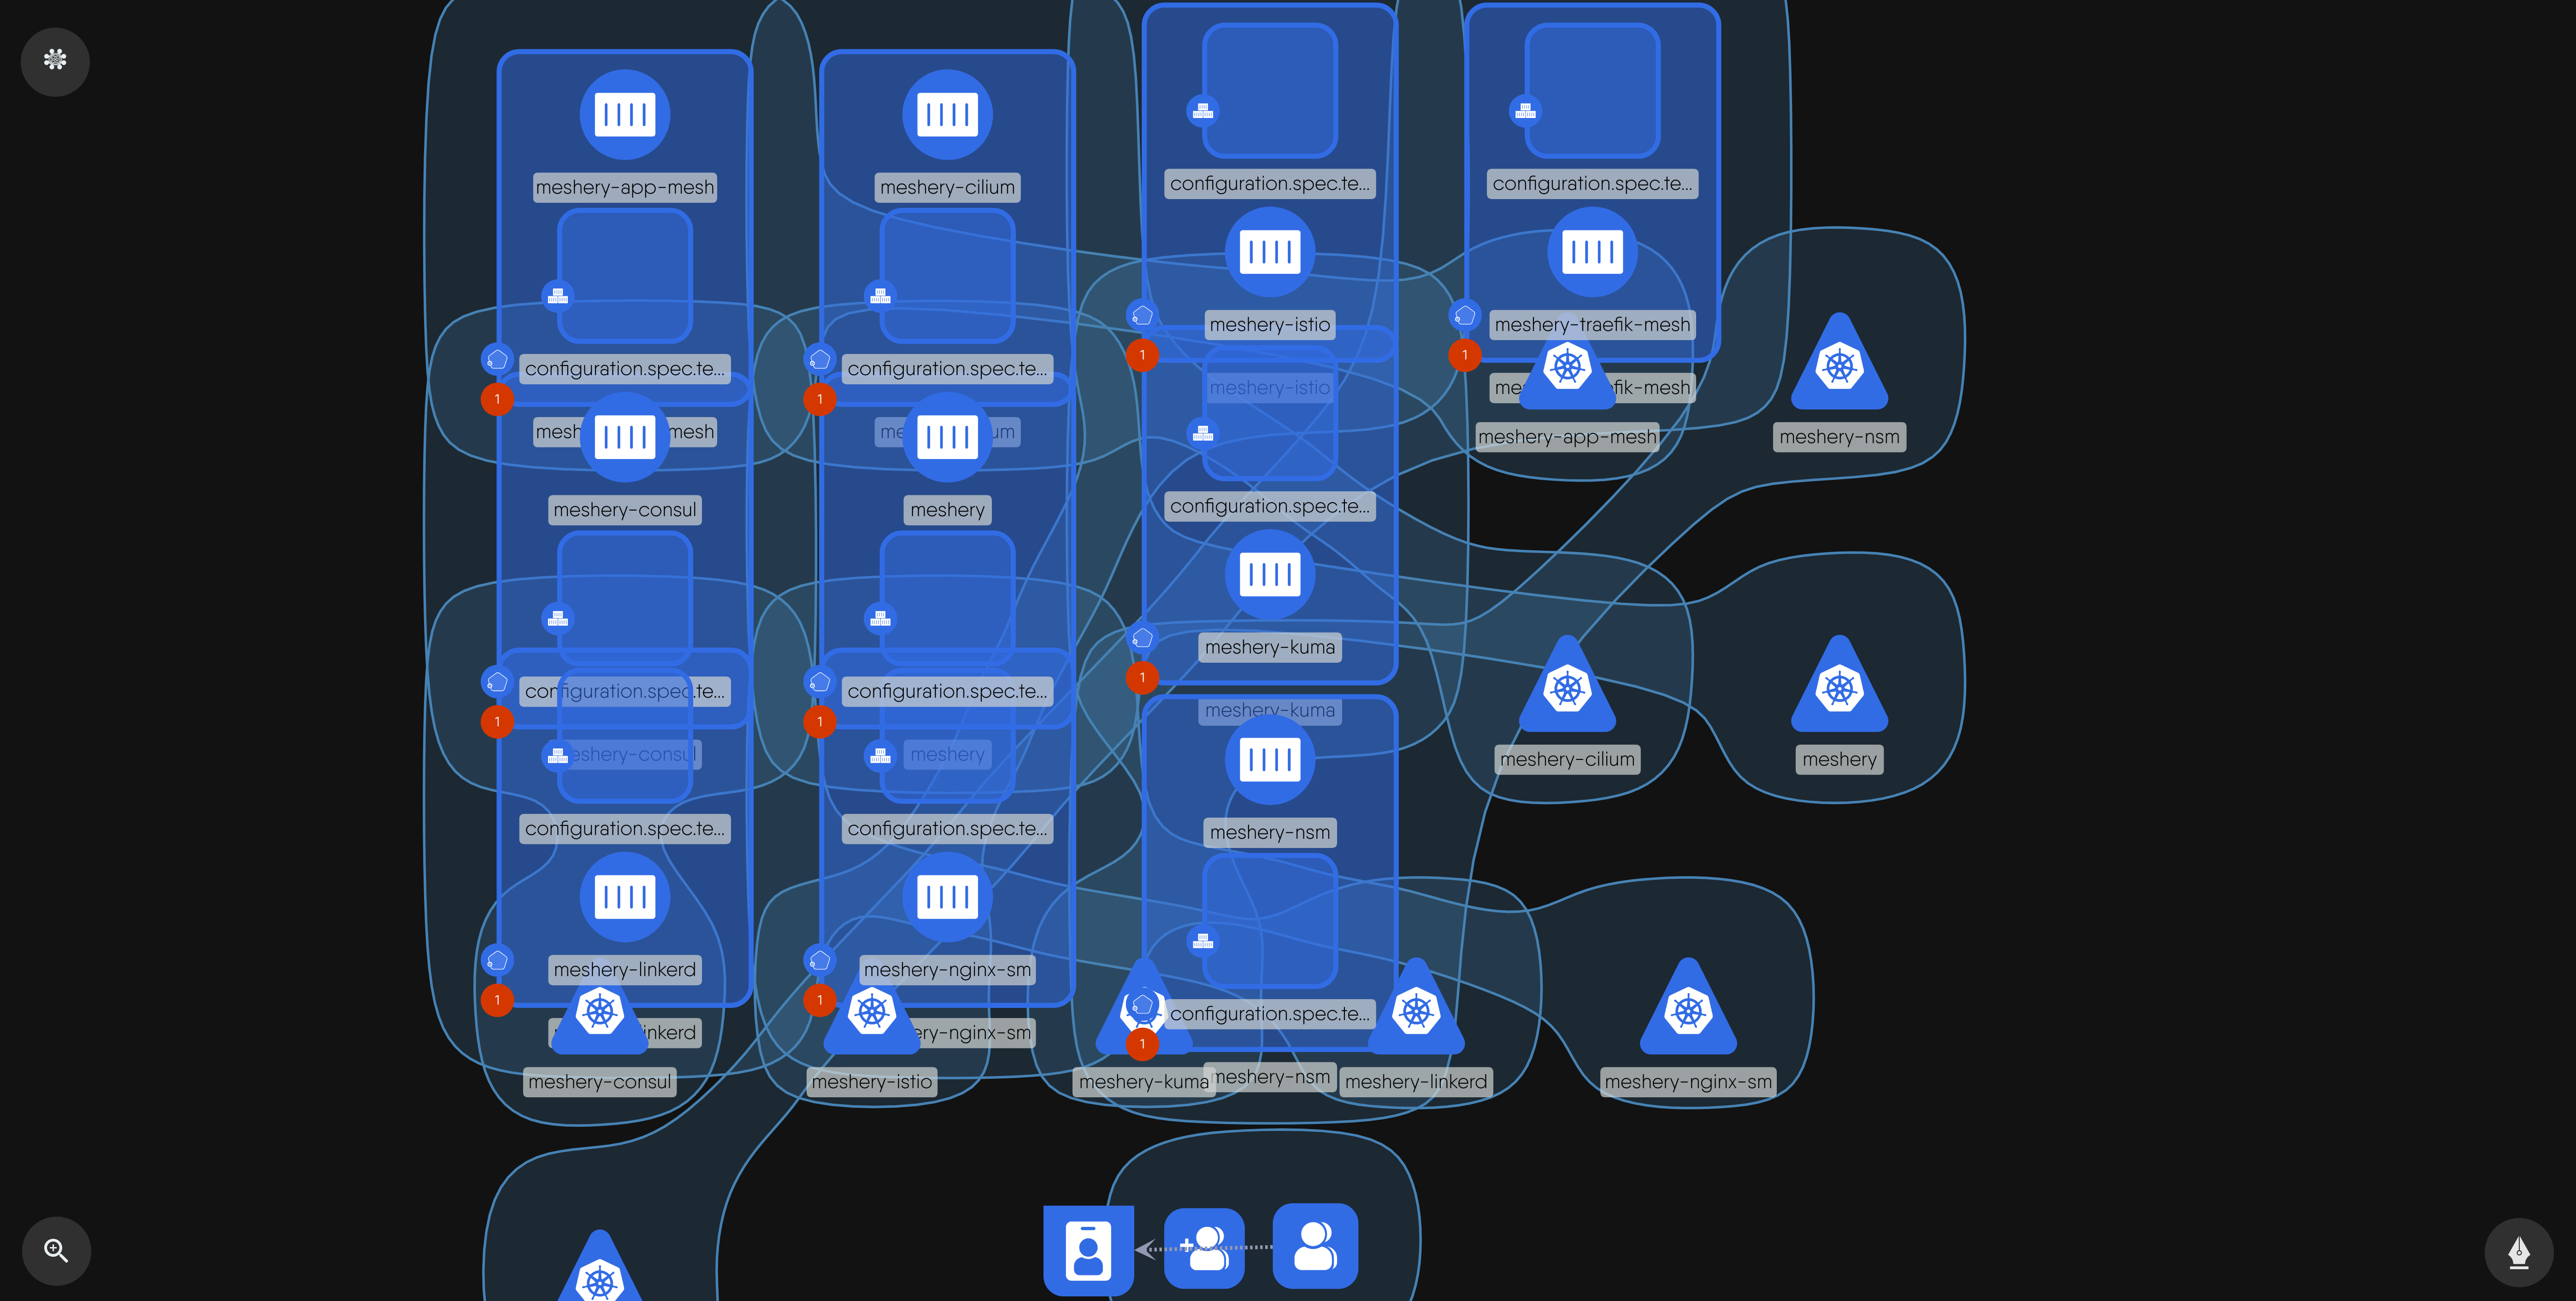 meshery-app-mesh
meshery-cilium
configuration.spec.te...
configuration.spec.te...
meshery-istio
meshery-traefik-mesh
configuration.spec.te...
configuration.spec.te...
1
1
1
1
meshery-istio
mesh
mesh
efik-mesh
meshery-app-mesh
meshery-nsm
meshery-consul
meshery
configuration.spec.te...
meshery-kuma
configuration.spec.te...
configuration.spec.te...
1
1
1
meshery-kuma
meshery-consul
meshery
meshery-cilium
meshery
configuration.spec.te...
configuration.spec.te...
meshery-nsm
meshery-linkerd
meshery-nginx-sm
1
1
configuration.spec.te...
inkerd
ery-nginx-sm
1
meshery-consul
meshery-istio
meshery-kuma
meshery-nsm
meshery-linkerd
meshery-nginx-sm